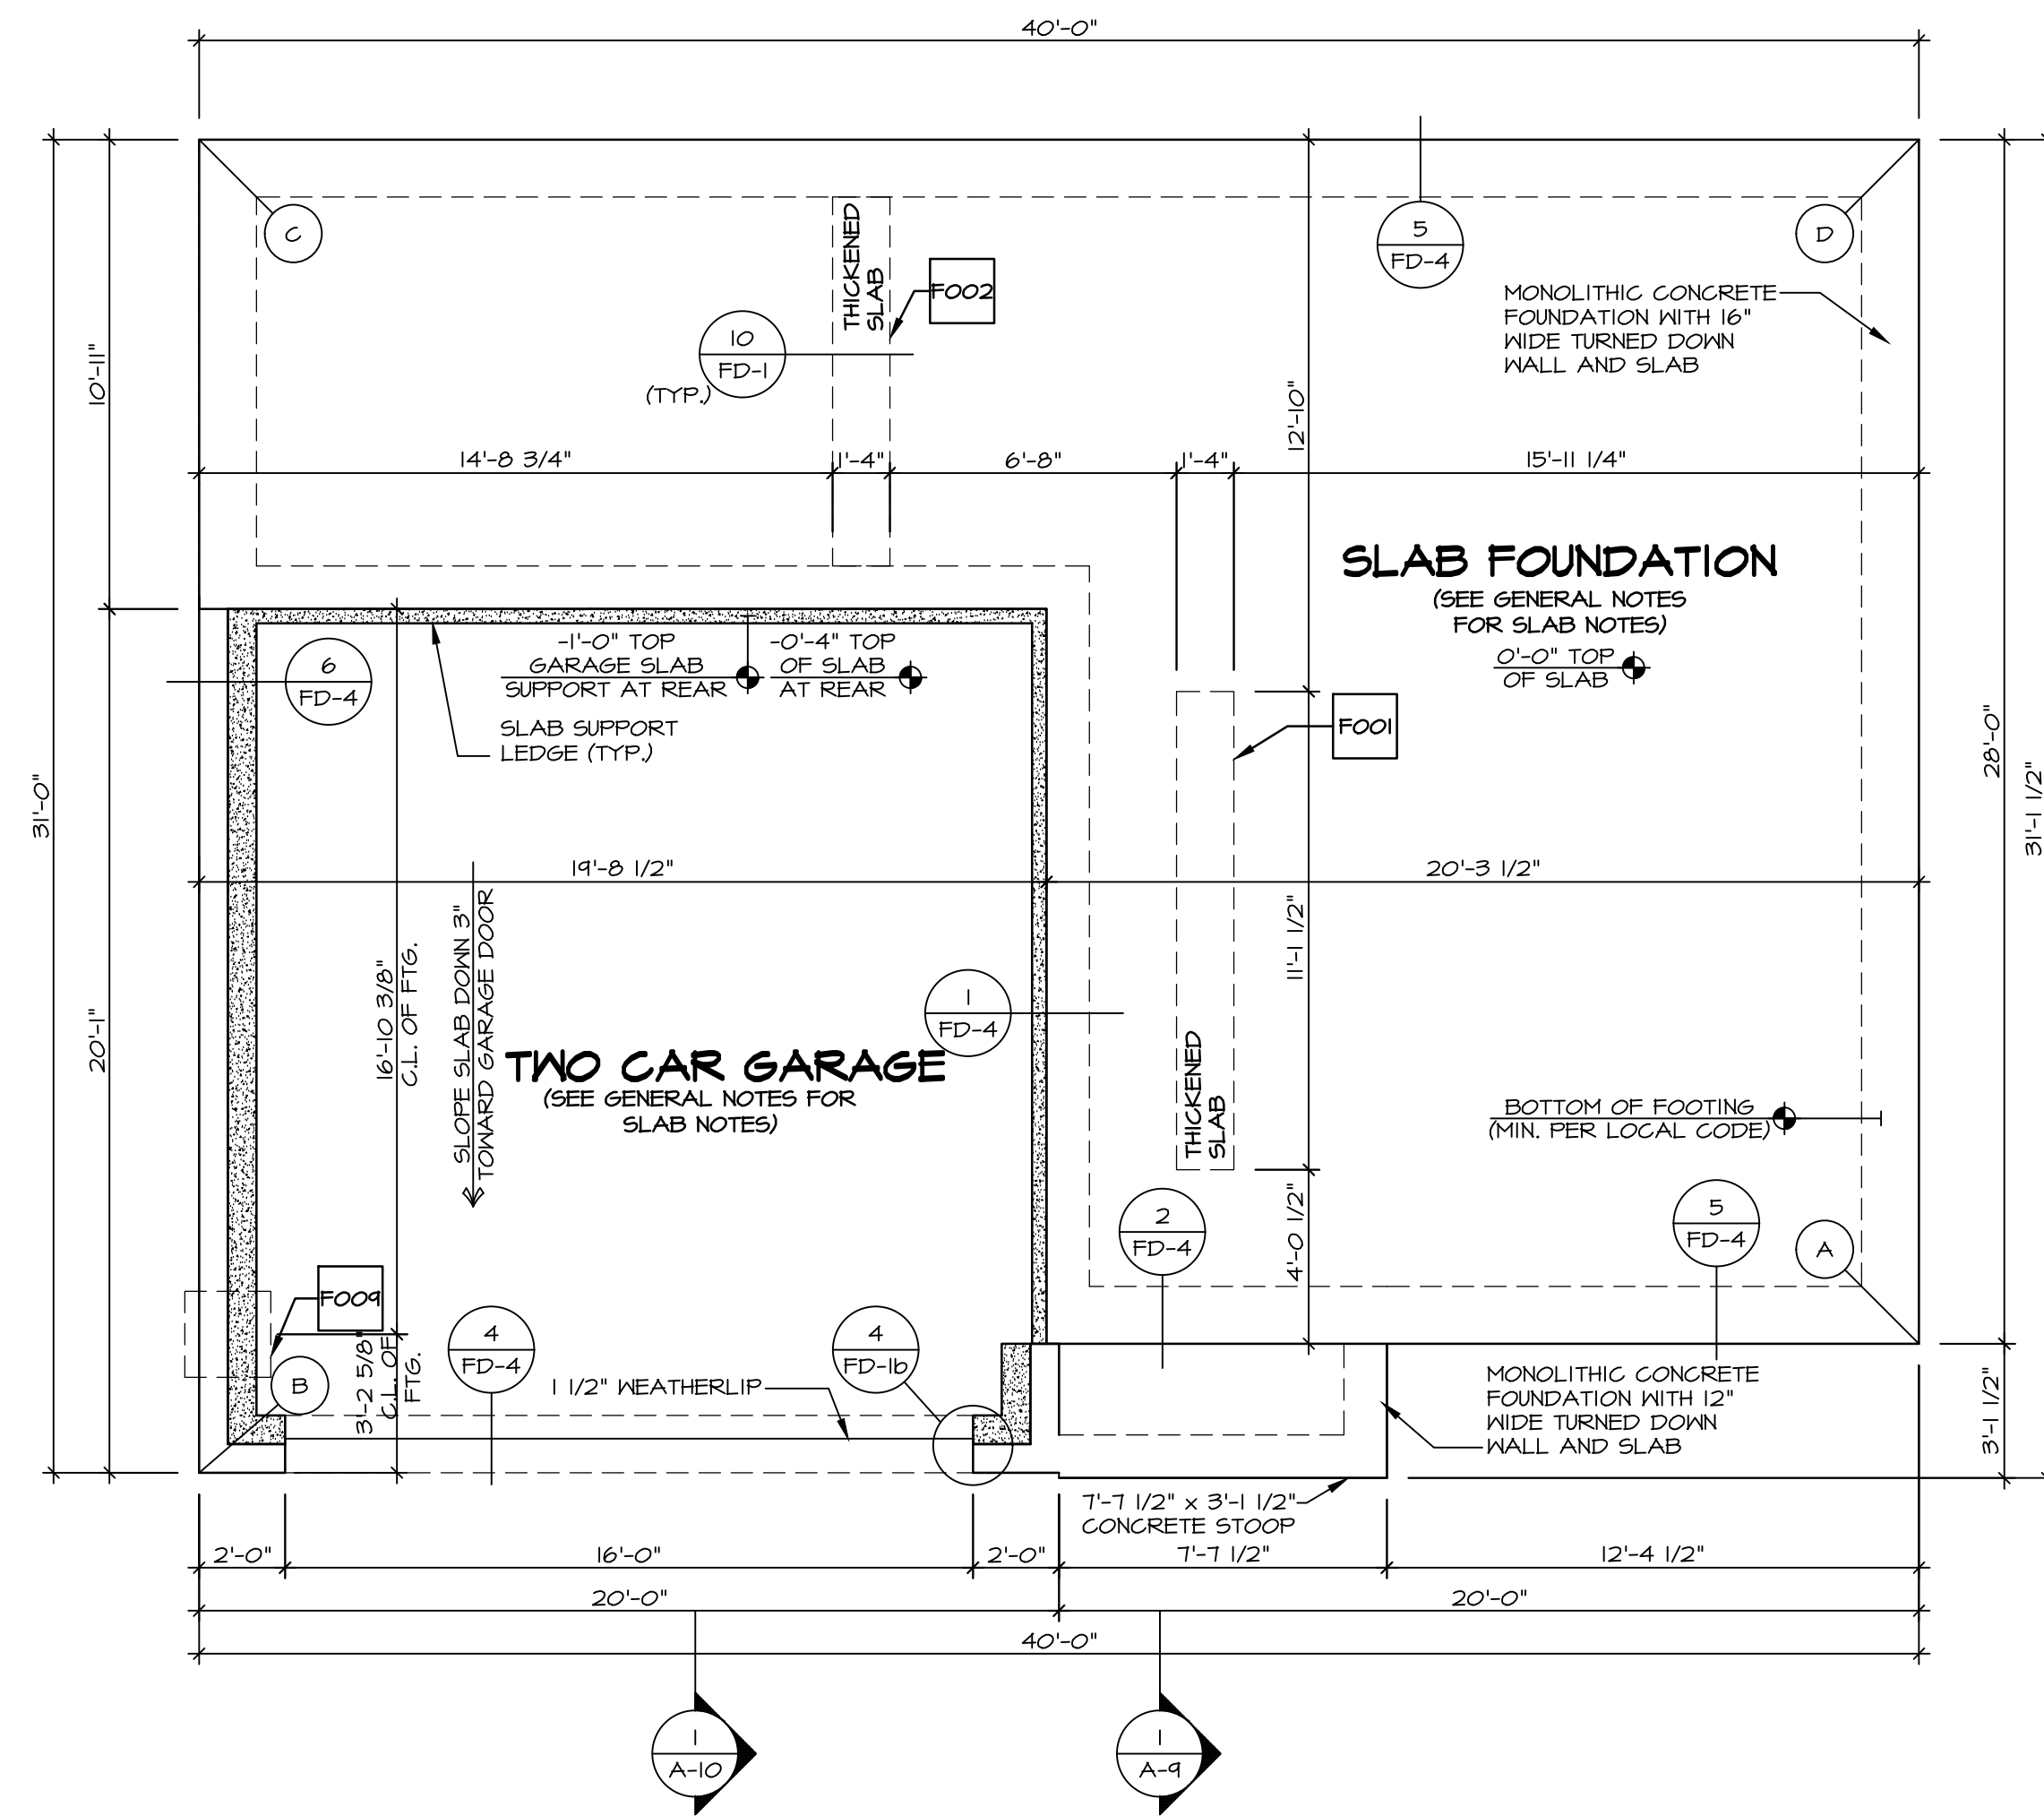 40'-0"
C
THICKENED
SLAB
F002
10
FD-1
(TYP.)
5
FD-4
D
MONOLITHIC CONCRETE
FOUNDATION WITH 16"
WIDE TURNED DOWN
WALL AND SLAB
10'-11"
12'-10"
14'-8 3/4"
1'-4"
6'-8"
1'-4"
15'-11 1/4"
SLAB FOUNDATION
(SEE GENERAL NOTES
FOR SLAB NOTES)
0'-0" TOP
OF SLAB
6
FD-4
-1'-0" TOP
GARAGE SLAB
SUPPORT AT REAR
-0'-4" TOP
OF SLAB
AT REAR
SLAB SUPPORT
LEDGE (TYP.)
F001
28'-0"
31'-0"
31'-1 1/2"
19'-8 1/2"
20'-3 1/2"
16'-10 3/8"
C.L. OF FTG.
SLOPE SLAB DOWN 3"
TOWARD GARAGE DOOR
11'-1 1/2"
20'-1"
1
FD-4
TWO CAR GARAGE
(SEE GENERAL NOTES FOR
SLAB NOTES)
THICKENED
SLAB
BOTTOM OF FOOTING
(MIN. PER LOCAL CODE)
2
FD-4
4'-0 1/2"
5
FD-4
A
F009
B
3'-2 5/8"
C.L. OF
FTG.
4
FD-4
4
FD-1b
1 1/2" WEATHERLIP
MONOLITHIC CONCRETE
FOUNDATION WITH 12"
WIDE TURNED DOWN
WALL AND SLAB
3'-1 1/2"
7'-7 1/2" x 3'-1 1/2"
CONCRETE STOOP
2'-0"
16'-0"
2'-0"
7'-7 1/2"
12'-4 1/2"
20'-0"
20'-0"
40'-0"
1
A-10
1
A-9